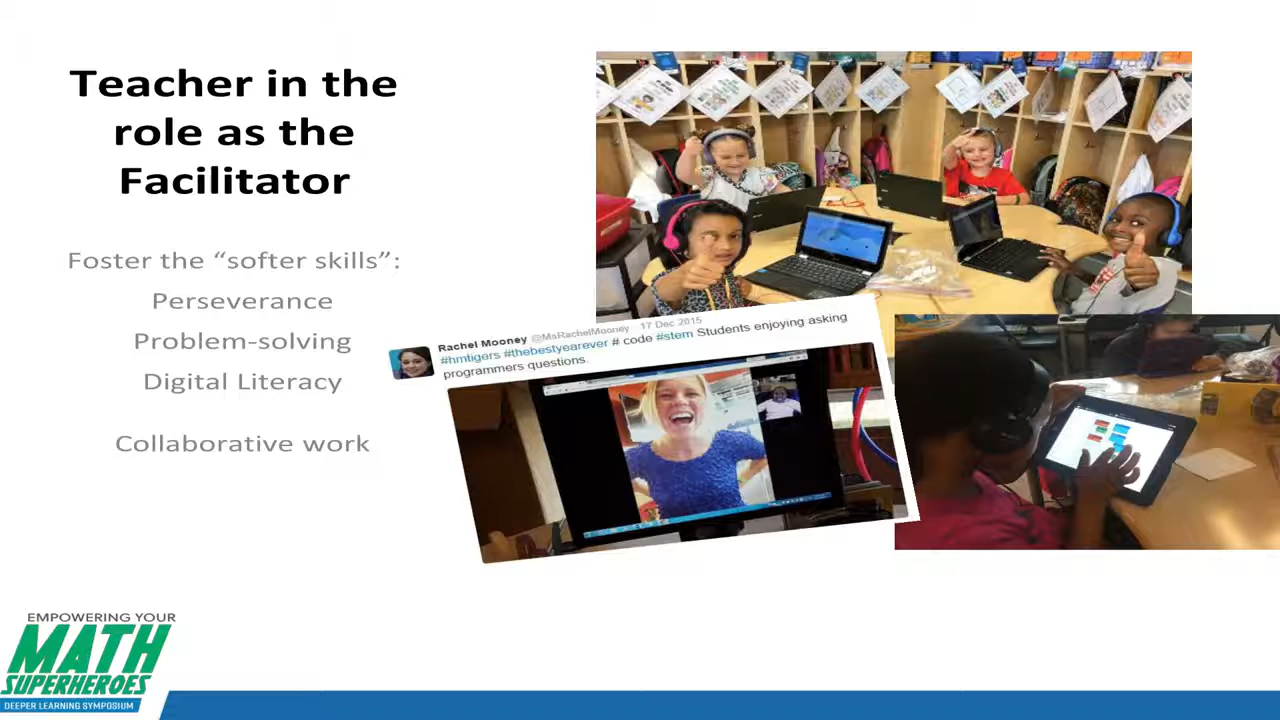 Teacher in the
role as the
Facilitator
Foster the “softer skills”:
Perseverance
Problem-solving
Digital Literacy
Collaborative work
Rachel Mooney @MsRachelMooney 17 Dec 2015
#hmtigers #thebestyearever # code #stem Students enjoying asking
programmers questions.
EMPOWERING YOUR
MATH
SUPERHEROES
DEEPER LEARNING SYMPOSIUM